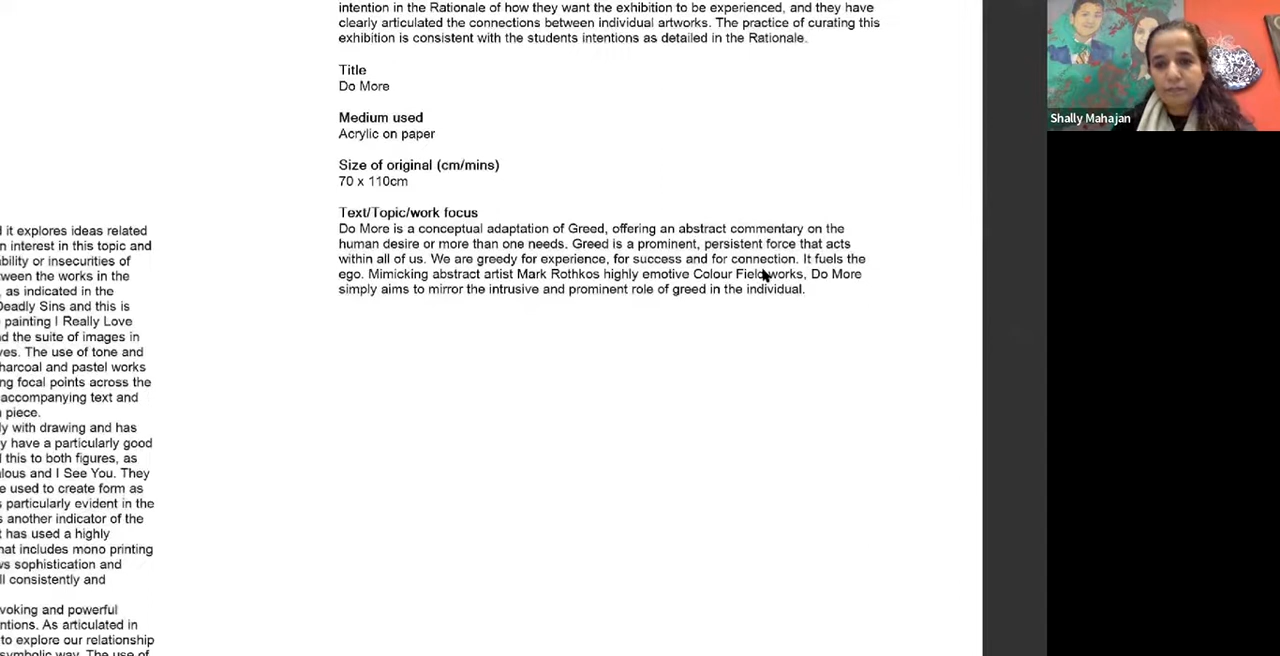 intention in the Rationale of how they want the exhibition to be experienced, and they have
clearly articulated the connections between individual artworks. The practice of curating this
exhibition is consistent with the students intentions as detailed in the Rationale.
Title
Do More
Medium used
Acrylic on paper
Size of original (cm/mins)
70 x 110cm
Text/Topic/work focus
Do More is a conceptual adaptation of Greed, offering an abstract commentary on the
human desire or more than one needs. Greed is a prominent, persistent force that acts
within all of us. We are greedy for experience, for success and for connection. It fuels the
ego. Mimicking abstract artist Mark Rothkos highly emotive Colour Field works, Do More
simply aims to mirror the intrusive and prominent role of greed in the individual.
it explores ideas related
n interest in this topic and
ability or insecurities of
ween the works in the
, as indicated in the
Deadly Sins and this is
painting I Really Love
d the suite of images in
ves. The use of tone and
harcoal and pastel works
ng focal points across the
accompanying text and
piece.
ly with drawing and has
y have a particularly good
this to both figures, as
alous and I See You. They
e used to create form as
s particularly evident in the
s another indicator of the
t has used a highly
hat includes mono printing
ws sophistication and
ll consistently and
voking and powerful
ntions. As articulated in
to explore our relationship
symbolic way. The use of
Shally Mahajan